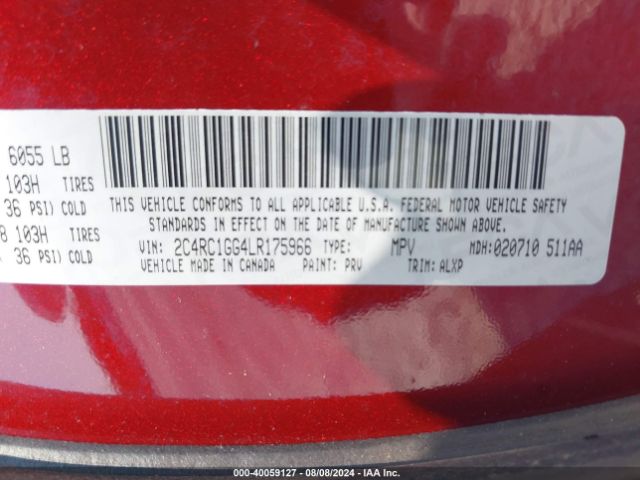 6055 LB
103H TIRES
36 PSI) COLD
8 103H
36 PSI) COLD
THIS VEHICLE CONFORMS TO ALL APPLICABLE U.S.A. FEDERAL MOTOR VEHICLE SAFETY
STANDARDS IN EFFECT ON THE DATE OF MANUFACTURE SHOWN ABOVE.
VIN: 2C4RC1GG4LR175966 TYPE: MPV MDH:020710 511AA
VEHICLE MADE IN CANADA PAINT: PRV TRIM: ALXP
000-40059127 - 08/08/2024 - IAA Inc.